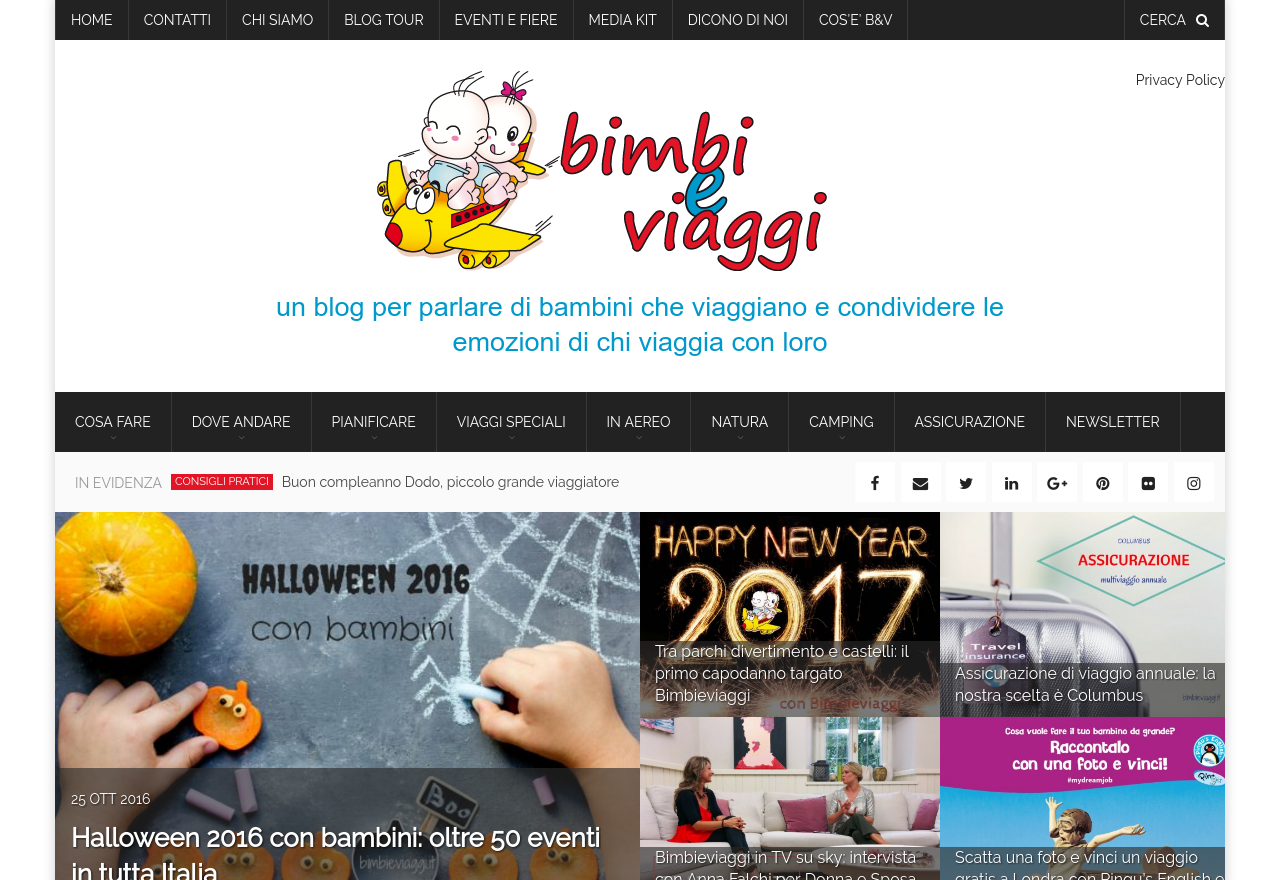 HOME
CONTATTI
CHI SIAMO
BLOG TOUR
EVENTI E FIERE
MEDIA KIT
DICONO DI NOI
COS'E' B&V
CERCA
Privacy Policy
bimbi
e
viaggi
un blog per parlare di bambini che viaggiano e condividere le
emozioni di chi viaggia con loro
COSA FARE
DOVE ANDARE
PIANIFICARE
VIAGGI SPECIALI
IN AEREO
NATURA
CAMPING
ASSICURAZIONE
NEWSLETTER
IN EVIDENZA
CONSIGLI PRATICI
Buon compleanno Dodo, piccolo grande viaggiatore
HALLOWEEN 2016
con bambini
Boo
bimbieviaggi.it
25 OTT 2016
Halloween 2016 con bambini: oltre 50 eventi
in tutta Italia
HAPPY NEW YEAR
2017
Tra parchi divertimento e castelli: il
primo capodanno targato
Bimbieviaggi
con Bimbieviaggi
COLUMBUS
ASSICURAZIONE
multiviaggio annuale
Travel
insurance
Assicurazione di viaggio annuale: la
nostra scelta è Columbus
bimbieviaggi.it
Bimbieviaggi in TV su sky: intervista
con Anna Falchi per Donna e Sposa
Cosa vuole fare il tuo bambino da grande?
Raccontalo
con una foto e vinci!
#mydreamjob
Scatta una foto e vinci un viaggio
gratis a Londra con Pingu's English e